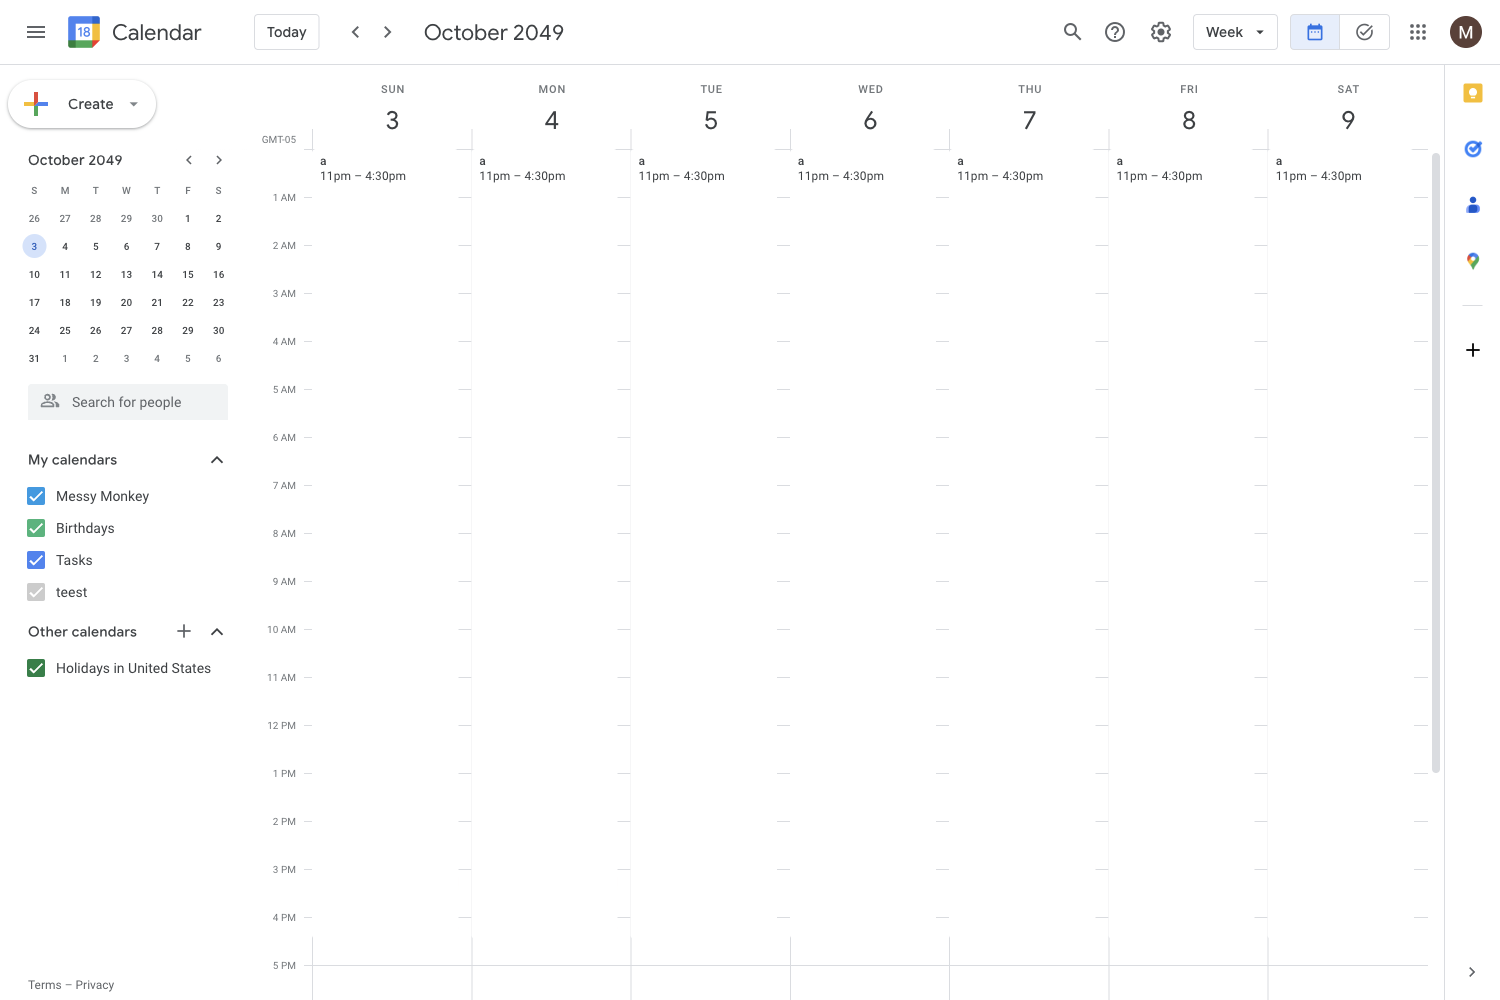 18 Calendar Today October 2049 Week M
Create
October 2049
S M T W T F S
26 27 28 29 30 1 2
3 4 5 6 7 8 9
10 11 12 13 14 15 16
17 18 19 20 21 22 23
24 25 26 27 28 29 30
31 1 2 3 4 5 6
Search for people
My calendars
Messy Monkey
Birthdays
Tasks
teest
Other calendars
Holidays in United States
Terms – Privacy
SUN MON TUE WED THU FRI SAT
3 4 5 6 7 8 9
GMT-05
a a a a a a a
11pm – 4:30pm 11pm – 4:30pm 11pm – 4:30pm 11pm – 4:30pm 11pm – 4:30pm 11pm – 4:30pm 11pm – 4:30pm
1 AM
2 AM
3 AM
4 AM
5 AM
6 AM
7 AM
8 AM
9 AM
10 AM
11 AM
12 PM
1 PM
2 PM
3 PM
4 PM
5 PM